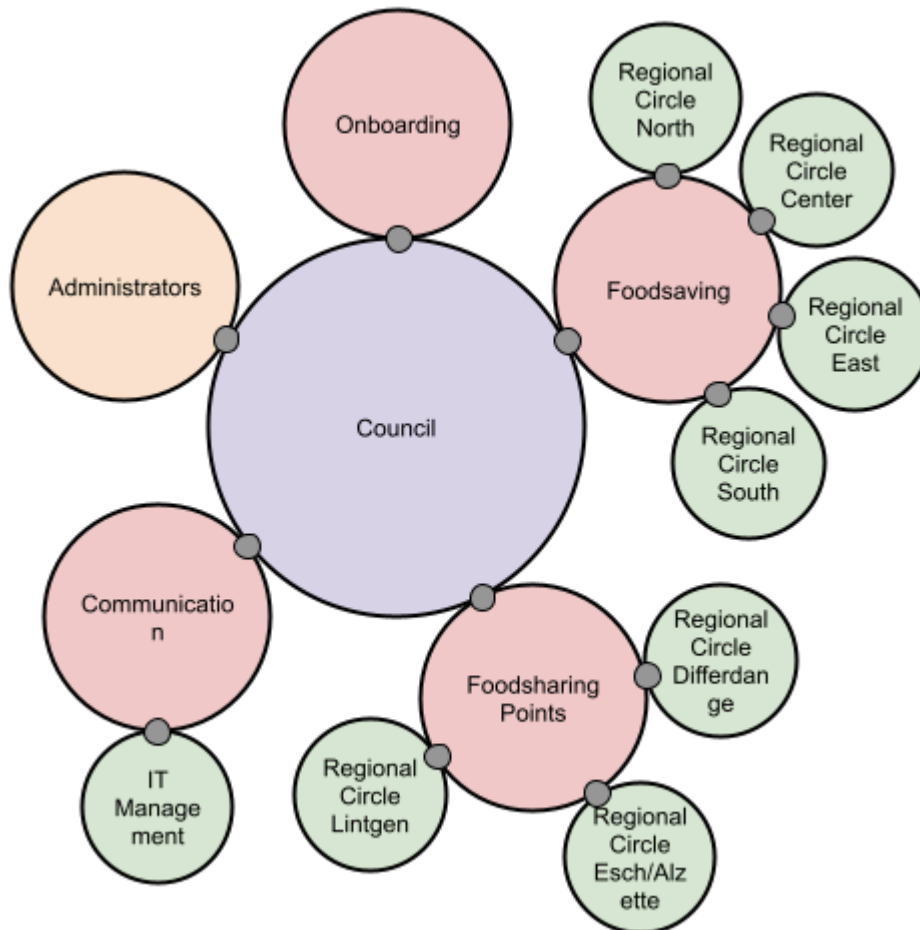 Onboarding
Regional
Circle
North
Regional
Circle
Center
Administrators
Foodsaving
Regional
Circle
East
Council
Regional
Circle
South
Communicatio
n
Foodsharing
Points
Regional
Circle
Differdan
ge
IT
Manage
ment
Regional
Circle
Lintgen
Regional
Circle
Esch/Alz
ette